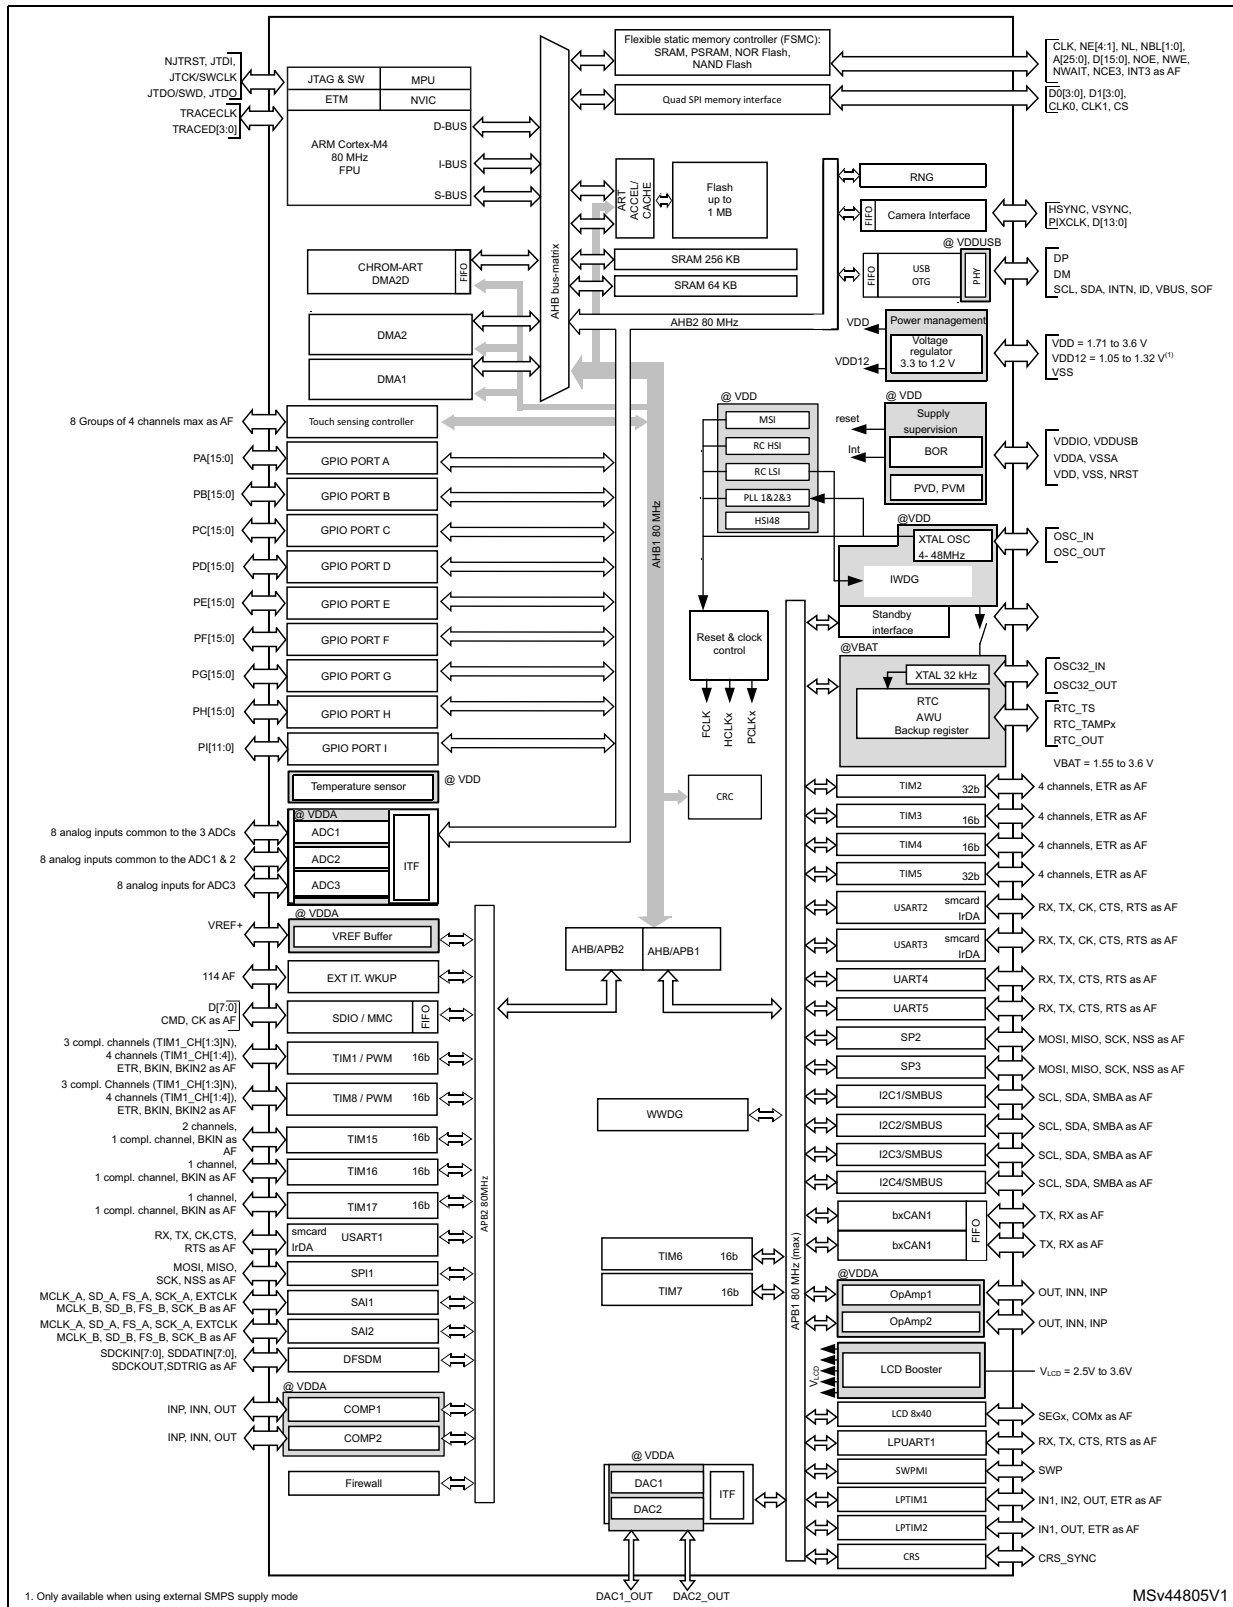 NJTRST, JTDI,
JTCK/SWCLK
JTDO/SWD, JTDO
TRACECLK
TRACED[3:0]
JTAG & SW
MPU
ETM
NVIC
ARM Cortex-M4
80 MHz
FPU
D-BUS
I-BUS
S-BUS
Flexible static memory controller (FSMC):
SRAM, PSRAM, NOR Flash,
NAND Flash
CLK, NE[4:1], NL, NBL[1:0],
A[25:0], D[15:0], NOE, NWE,
NWAIT, NCE3, INT3 as AF
Quad SPI memory interface
D0[3:0], D1[3:0],
CLK0, CLK1, CS
ART
ACCEL/
CACHE
Flash
up to
1 MB
RNG
FIFO
Camera Interface
HSYNC, VSYNC,
PIXCLK, D[13:0]
@ VDDUSB
FIFO
USB
OTG
PHY
DP
DM
SCL, SDA, INTN, ID, VBUS, SOF
CHROM-ART
DMA2D
FIFO
SRAM 256 KB
SRAM 64 KB
AHB bus-matrix
AHB2 80 MHz
DMA2
DMA1
VDD
VDD12
Power management
Voltage
regulator
3.3 to 1.2 V
VDD = 1.71 to 3.6 V
VDD12 = 1.05 to 1.32 V(1)
VSS
8 Groups of 4 channels max as AF
Touch sensing controller
@ VDD
MSI
RC HSI
RC LSI
PLL 1&2&3
HSI48
@ VDD
Supply
supervision
reset
Int
BOR
PVD, PVM
VDDIO, VDDUSB
VDDA, VSSA
VDD, VSS, NRST
PA[15:0]
GPIO PORT A
PB[15:0]
GPIO PORT B
PC[15:0]
GPIO PORT C
PD[15:0]
GPIO PORT D
PE[15:0]
GPIO PORT E
PF[15:0]
GPIO PORT F
PG[15:0]
GPIO PORT G
PH[15:0]
GPIO PORT H
PI[11:0]
GPIO PORT I
AHB1 80 MHz
@VDD
XTAL OSC
4- 48MHz
IWDG
OSC_IN
OSC_OUT
Standby
interface
Reset & clock
control
FCLK
HCLKx
PCLKx
@VBAT
XTAL 32 kHz
RTC
AWU
Backup register
OSC32_IN
OSC32_OUT
RTC_TS
RTC_TAMPx
RTC_OUT
VBAT = 1.55 to 3.6 V
Temperature sensor
@ VDD
CRC
@ VDDA
8 analog inputs common to the 3 ADCs
ADC1
8 analog inputs common to the ADC1 & 2
ADC2
8 analog inputs for ADC3
ADC3
ITF
@ VDDA
VREF+
VREF Buffer
114 AF
EXT IT. WKUP
D[7:0]
CMD, CK as AF
SDIO / MMC
FIFO
3 compl. channels (TIM1_CH[1:3]N),
4 channels (TIM1_CH[1:4]),
ETR, BKIN, BKIN2 as AF
TIM1 / PWM
16b
3 compl. Channels (TIM1_CH[1:3]N),
4 channels (TIM1_CH[1:4]),
ETR, BKIN, BKIN2 as AF
TIM8 / PWM
16b
2 channels,
1 compl. channel, BKIN as
AF
TIM15
16b
1 channel,
1 compl. channel, BKIN as AF
TIM16
16b
1 channel,
1 compl. channel, BKIN as AF
TIM17
16b
RX, TX, CK,CTS,
RTS as AF
smcard
IrDA
USART1
MOSI, MISO,
SCK, NSS as AF
SPI1
MCLK_A, SD_A, FS_A, SCK_A, EXTCLK
MCLK_B, SD_B, FS_B, SCK_B as AF
SAI1
MCLK_A, SD_A, FS_A, SCK_A, EXTCLK
MCLK_B, SD_B, FS_B, SCK_B as AF
SAI2
SDCKIN[7:0], SDDATIN[7:0],
SDCKOUT,SDTRIG as AF
DFSDM
@ VDDA
INP, INN, OUT
COMP1
INP, INN, OUT
COMP2
Firewall
APB2 80MHz
AHB/APB2
AHB/APB1
WWDG
TIM6
16b
TIM7
16b
@ VDDA
DAC1
DAC2
ITF
DAC1_OUT
DAC2_OUT
APB1 80 MHz (max)
TIM2
32b
4 channels, ETR as AF
TIM3
16b
4 channels, ETR as AF
TIM4
16b
4 channels, ETR as AF
TIM5
32b
4 channels, ETR as AF
USART2
smcard
IrDA
RX, TX, CK, CTS, RTS as AF
USART3
smcard
IrDA
RX, TX, CK, CTS, RTS as AF
UART4
RX, TX, CTS, RTS as AF
UART5
RX, TX, CTS, RTS as AF
SP2
MOSI, MISO, SCK, NSS as AF
SP3
MOSI, MISO, SCK, NSS as AF
I2C1/SMBUS
SCL, SDA, SMBA as AF
I2C2/SMBUS
SCL, SDA, SMBA as AF
I2C3/SMBUS
SCL, SDA, SMBA as AF
I2C4/SMBUS
SCL, SDA, SMBA as AF
bxCAN1
TX, RX as AF
bxCAN1
FIFO
TX, RX as AF
@VDDA
OpAmp1
OUT, INN, INP
OpAmp2
OUT, INN, INP
VLCD
LCD Booster
VLCD = 2.5V to 3.6V
LCD 8x40
SEGx, COMx as AF
LPUART1
RX, TX, CTS, RTS as AF
SWPMI
SWP
LPTIM1
IN1, IN2, OUT, ETR as AF
LPTIM2
IN1, OUT, ETR as AF
CRS
CRS_SYNC
1. Only available when using external SMPS supply mode
MSv44805V1